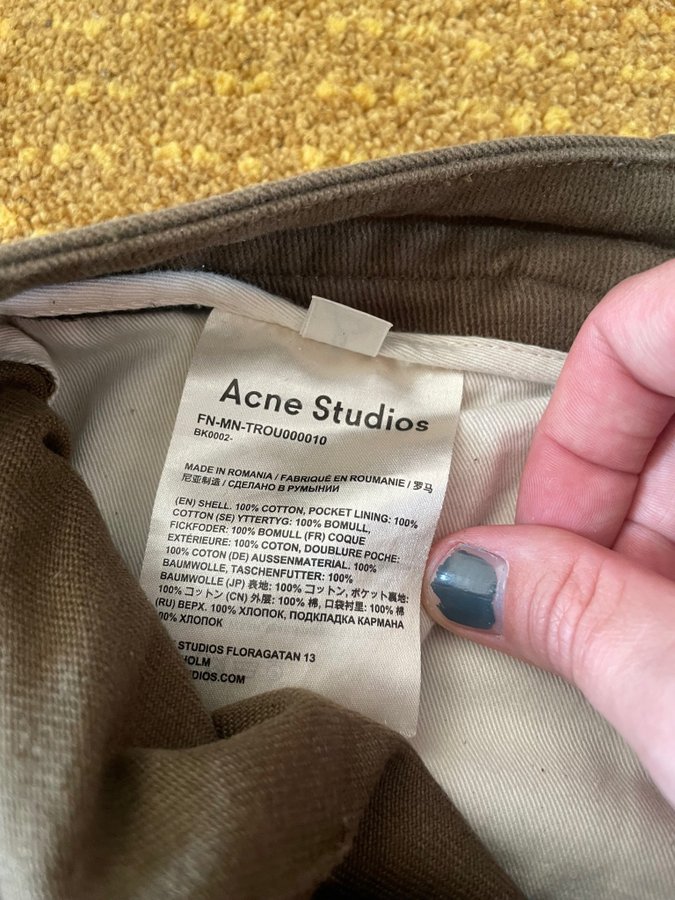 Acne Studios
FN-MN-TROU000010
BK0002-
MADE IN ROMANIA / FABRIQUÉ EN ROUMANIE / 罗马
尼亚制造 / СДЕЛАНО В РУМЫНИИ
(EN) SHELL. 100% COTTON, POCKET LINING: 100%
COTTON (SE) YTTERTYG: 100% BOMULL,
FICKFODER: 100% BOMULL (FR) COQUE
EXTÉRIEURE: 100% COTON, DOUBLURE POCHE:
100% COTON (DE) AUSSENMATERIAL. 100%
BAUMWOLLE, TASCHENFUTTER: 100%
BAUMWOLLE (JP) 表地: 100% コットン, ポケット裏地:
100% コットン (CN) 外层: 100% 棉, 口袋衬里: 100% 棉
(RU) ВЕРХ. 100% ХЛОПОК, ПОДКЛАДКА КАРМАНА
00% ХЛОПОК
STUDIOS FLORAGATAN 13
HOLM
DIOS.COM